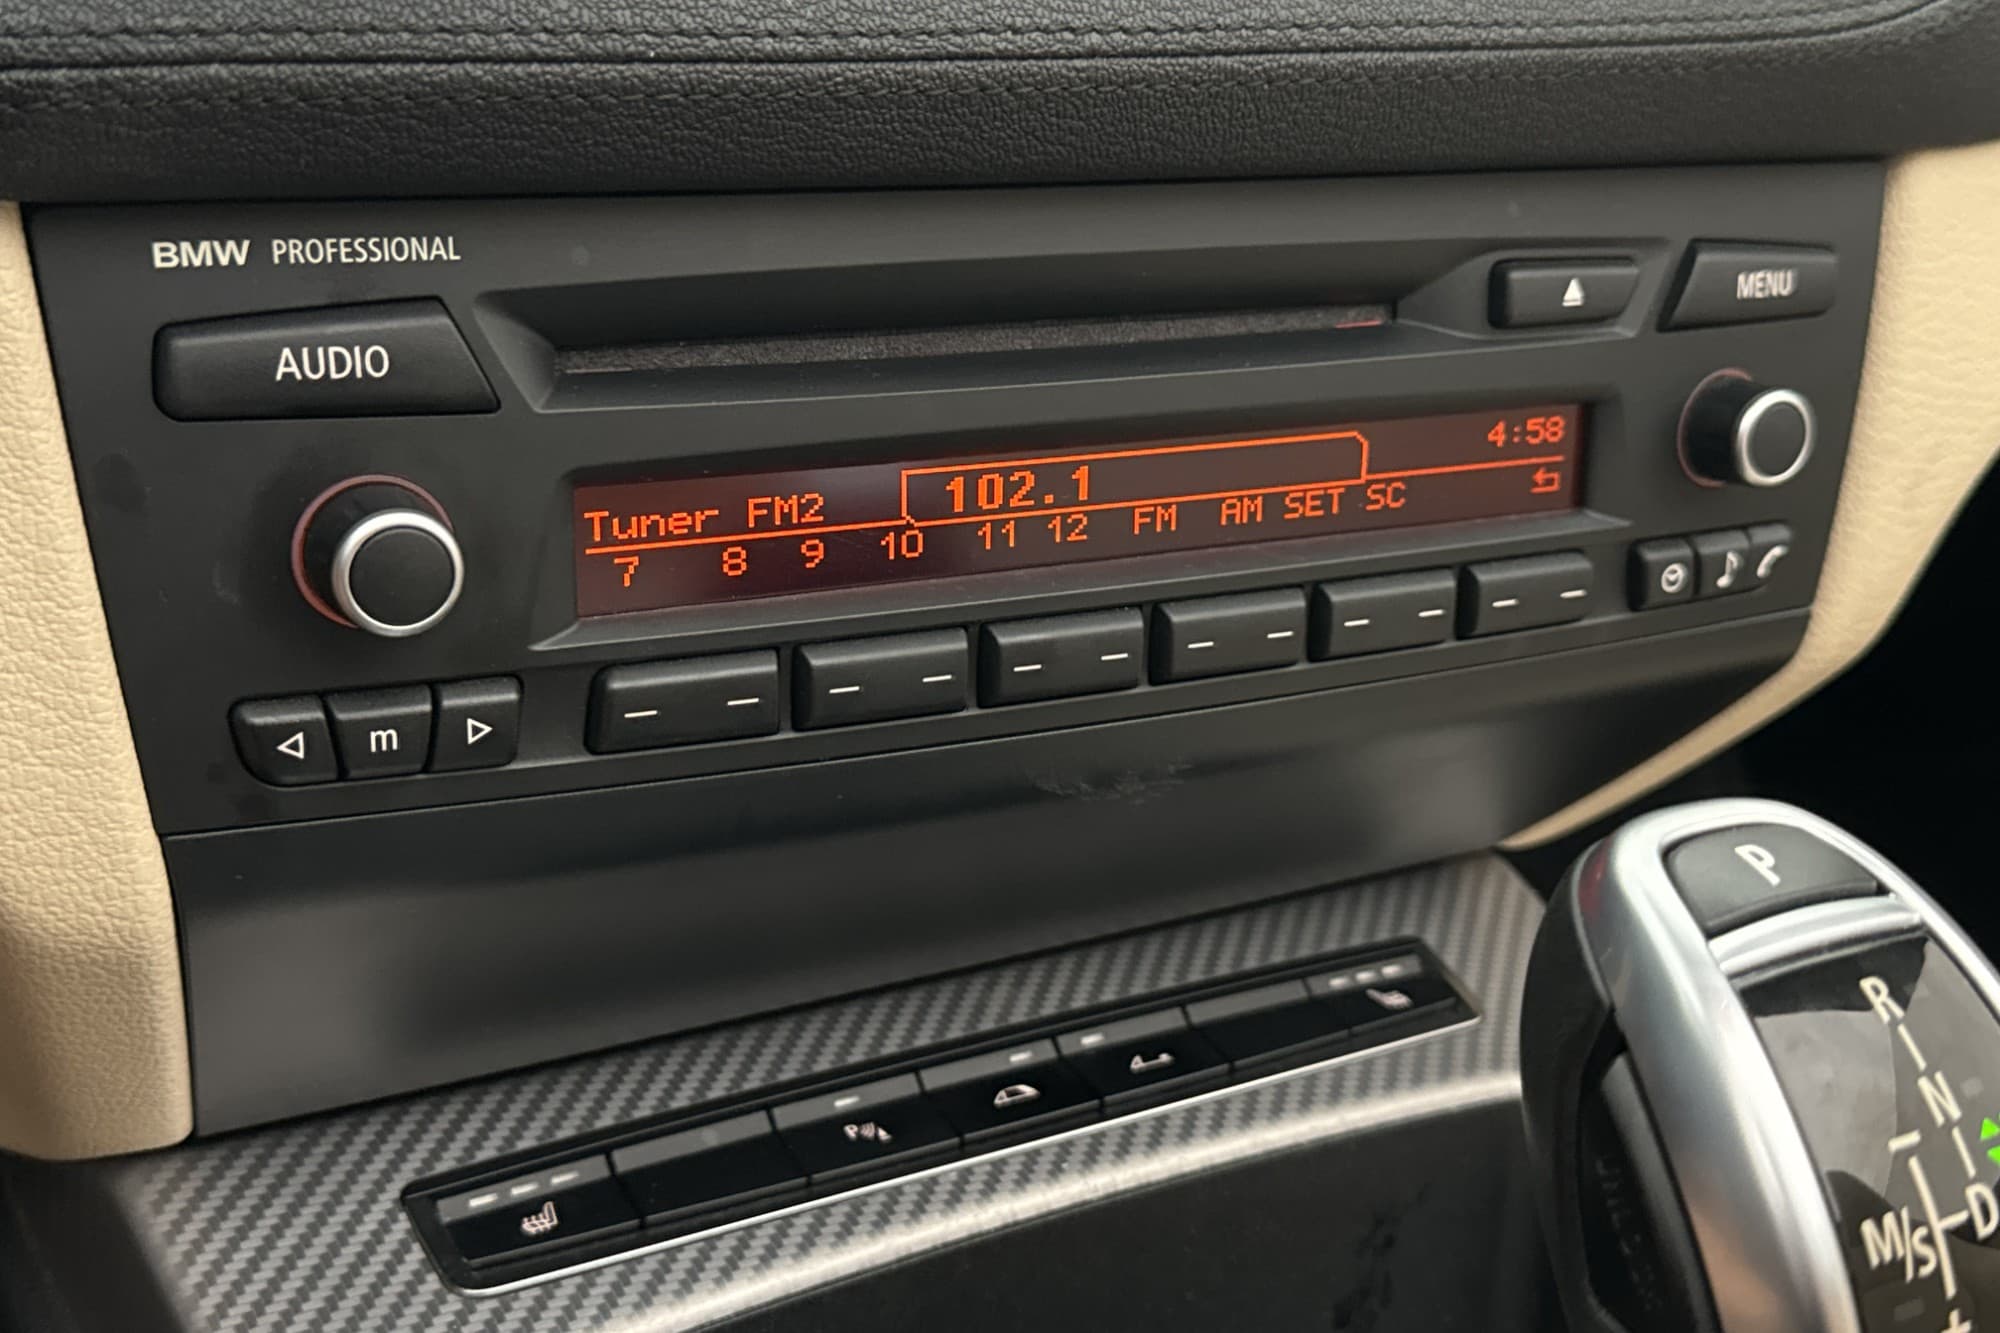 BMW PROFESSIONAL
AUDIO
MENU
4:58
Tuner FM2 102.1
7 8 9 10 11 12 FM AM SET SC
m
P
P
R
N
D
M/S
+